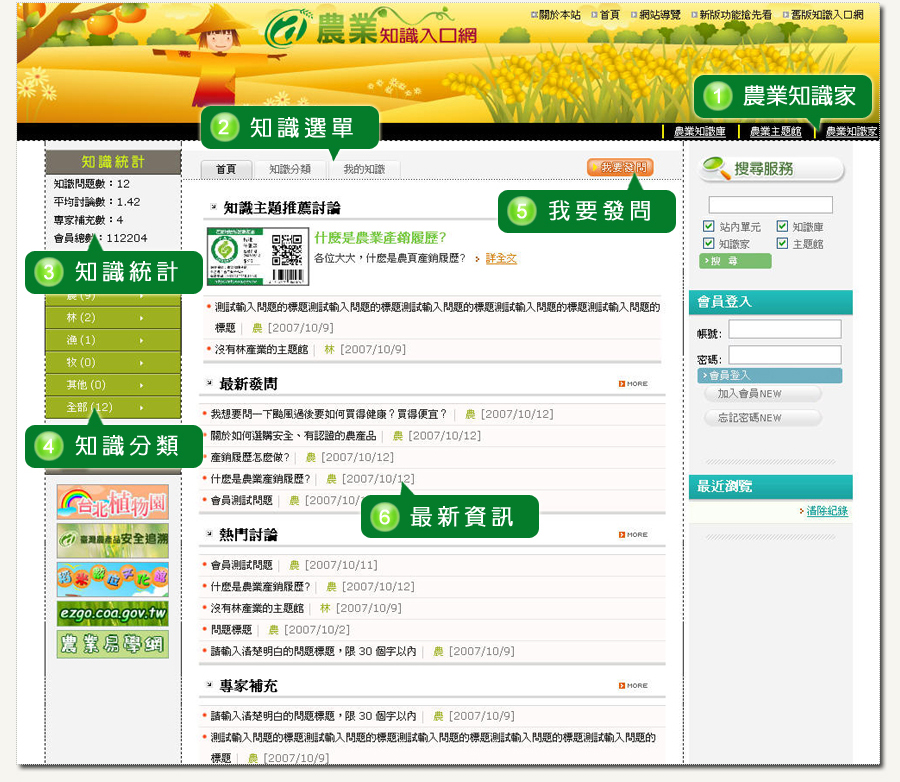 關於本站 首頁 網站導覽 新版功能搶先看 舊版知識入口網
農業知識入口網
1 農業知識家
農業知識庫 農業主題館 農業知識家
2 知識選單
首頁 知識分類 我的知識 我要發問
5 我要發問
知識統計
知識問題數：12
平均討論數：1.42
專家補充數：4
會員總數：112204
3 知識統計
農 (9)
林 (2)
漁 (1)
牧 (0)
其他 (0)
全部 (12)
4 知識分類
台北植物園
臺灣農產品安全追溯
ezgo.coa.gov.tw
農業易學網
知識主題推薦討論
什麼是農業產銷履歷?
各位大大，什麼是農頁產銷履歷? 詳全文
測試輸入問題的標題測試輸入問題的標題測試輸入問題的標題測試輸入問題的標題測試輸入問題的
標題 | 農 [2007/10/9]
沒有林產業的主題館 | 林 [2007/10/9]
最新發問 MORE
我想要問一下颱風過後要如何買得健康？買得便宜？ | 農 [2007/10/12]
關於如何選購安全、有認證的農產品 | 農 [2007/10/12]
產銷履歷怎麼做? | 農 [2007/10/12]
什麼是農業產銷履歷? | 農 [2007/10/12]
會員測試問題 | 農 [2007/10/
6 最新資訊
熱門討論 MORE
會員測試問題 | 農 [2007/10/11]
什麼是農業產銷履歷? | 農 [2007/10/12]
沒有林產業的主題館 | 林 [2007/10/9]
問題標題 | 農 [2007/10/2]
請輸入清楚明白的問題標題，限 30 個字以內 | 農 [2007/10/9]
專家補充 MORE
請輸入清楚明白的問題標題，限 30 個字以內 | 農 [2007/10/9]
測試輸入問題的標題測試輸入問題的標題測試輸入問題的標題測試輸入問題的標題測試輸入問題的
標題 | 農 [2007/10/9]
搜尋服務
站內單元 知識庫
知識家 主題館
搜 尋
會員登入
帳號:
密碼:
會員登入
加入會員NEW
忘記密碼NEW
最近瀏覽
清除紀錄